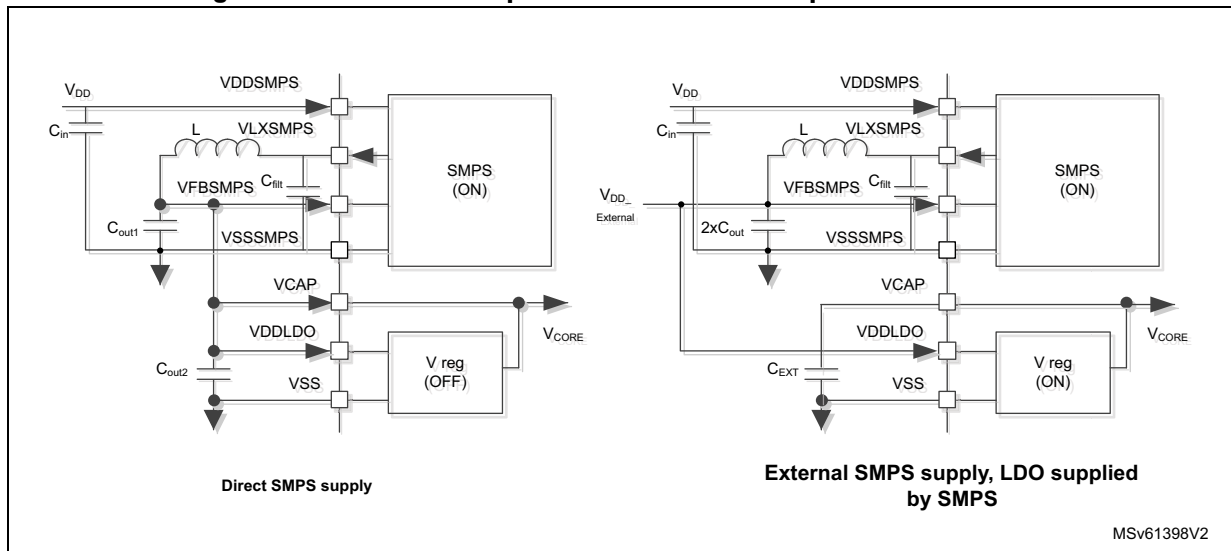 VDDSMPS
VDD
Cin
L
VLXSMPS
Cfilt
VFBSMPS
Cout1
VSSSMPS
SMPS
(ON)
VCAP
VDDLDO
Cout2
VSS
V reg
(OFF)
VCORE
Direct SMPS supply
VDDSMPS
VDD
Cin
L
VLXSMPS
Cfilt
VDD_
External
VFBSMPS
2xCout
VSSSMPS
SMPS
(ON)
VCAP
VDDLDO
CEXT
VSS
V reg
(ON)
VCORE
External SMPS supply, LDO supplied
by SMPS
MSv61398V2